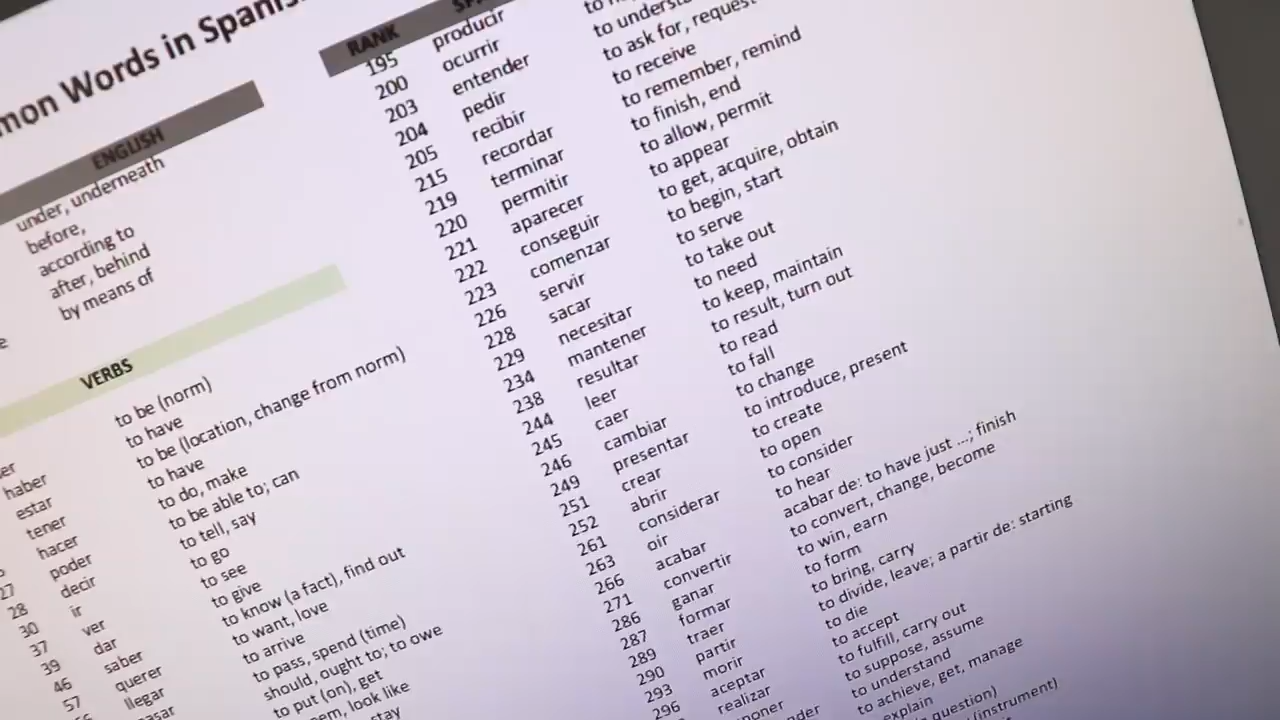 Words in Spanish
ENGLISH
under, underneath
before,
according to
after, behind
by means of
VERBS
to be (norm)
haber to have
estar to be (location, change from norm)
tener to have
hacer to do, make
27 poder to be able to; can
28 decir to tell, say
30 ir to go
37 ver to see
39 dar to give
46 saber to know (a fact), find out
57 querer to want, love
llegar to arrive
to pass, spend (time)
should, ought to; to owe
to put (on), get
look like
RANK
195 producir
200 ocurrir
203 entender
204 pedir to ask for, request
205 recibir to receive
215 recordar to remember, remind
219 terminar to finish, end
220 permitir to allow, permit
221 aparecer to appear
222 conseguir to get, acquire, obtain
223 comenzar to begin, start
226 servir to serve
228 sacar to take out
229 necesitar to need
234 mantener to keep, maintain
238 resultar to result, turn out
244 leer to read
245 caer to fall
246 cambiar to change
249 presentar to introduce, present
251 crear to create
252 abrir to open
261 considerar to consider
263 oir to hear
266 acabar acabar de: to have just ...; finish
271 convertir to convert, change, become
286 ganar to win, earn
287 formar to form
289 traer to bring, carry
290 partir to divide, leave; a partir de: starting
293 morir to die
296 aceptar to accept
realizar to fulfill, carry out
to suppose, assume
to understand
to achieve, get, manage
explain
question)
(instrument)